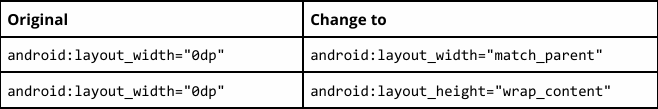 Original Change to
android:layout_width="0dp" android:layout_width="match_parent"
android:layout_width="0dp" android:layout_height="wrap_content"